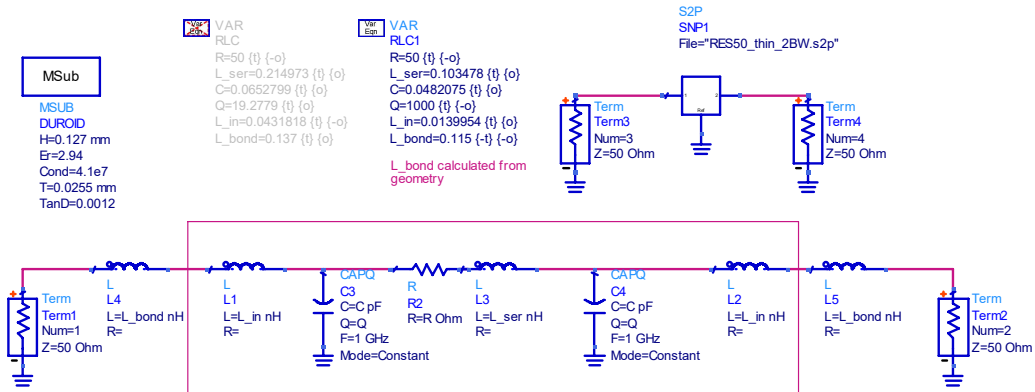 Var
Eqn
VAR
RLC
R=50 {t} {-o}
L_ser=0.214973 {t} {o}
C=0.0652799 {t} {o}
Q=19.2779 {t} {-o}
L_in=0.0431818 {t} {-o}
L_bond=0.137 {t} {o}
Var
Eqn
VAR
RLC1
R=50 {t} {-o}
L_ser=0.103478 {t} {o}
C=0.0482075 {t} {o}
Q=1000 {t} {-o}
L_in=0.0139954 {t} {o}
L_bond=0.115 {-t} {-o}
L_bond calculated from
geometry
MSub
MSUB
DUROID
H=0.127 mm
Er=2.94
Cond=4.1e7
T=0.0255 mm
TanD=0.0012
S2P
SNP1
File="RES50_thin_2BW.s2p"
1
2
Ref
Term
Term3
Num=3
Z=50 Ohm
Term
Term4
Num=4
Z=50 Ohm
Term
Term1
Num=1
Z=50 Ohm
L
L4
L=L_bond nH
R=
L
L1
L=L_in nH
R=
CAPQ
C3
C=C pF
Q=Q
F=1 GHz
Mode=Constant
R
R2
R=R Ohm
L
L3
L=L_ser nH
R=
CAPQ
C4
C=C pF
Q=Q
F=1 GHz
Mode=Constant
L
L2
L=L_in nH
R=
L
L5
L=L_bond nH
R=
Term
Term2
Num=2
Z=50 Ohm